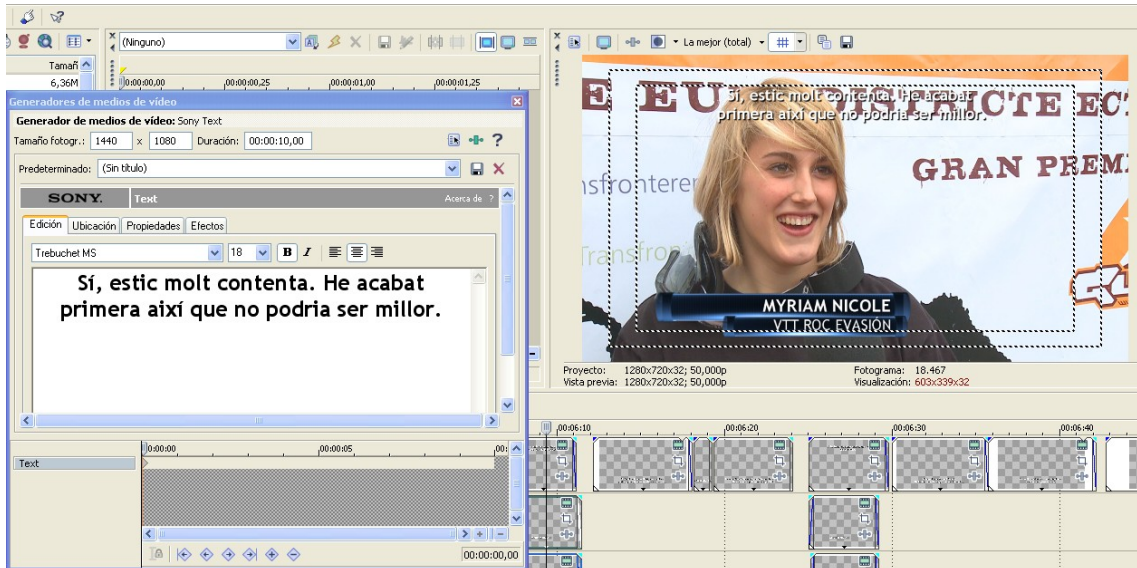 (Ninguno)
La mejor (total)
Tamañ
6,36M
00:00:00,00
00:00:00,25
00:00:01,00
00:00:01,25
Generadores de medios de vídeo
Generador de medios de vídeo: Sony Text
Tamaño fotogr.: 1440 x 1080 Duración: 00:00:10,00
Predeterminado: (Sin título)
SONY. Text Acerca de ?
Edición Ubicación Propiedades Efectos
Trebuchet MS 18 B I
Sí, estic molt contenta. He acabat
primera així que no podria ser millor.
Text
00:00:00
00:00:05
00:00:00,00
Sí, estic molt contenta. He acabat
primera així que no podria ser millor.
GRAN PREM
MYRIAM NICOLE
VTT ROC EVASIÓN
Proyecto: 1280x720x32; 50,000p
Fotograma: 18.467
Vista previa: 1280x720x32; 50,000p
Visualización: 603x339x32
00:06:10
00:06:20
00:06:30
00:06:40